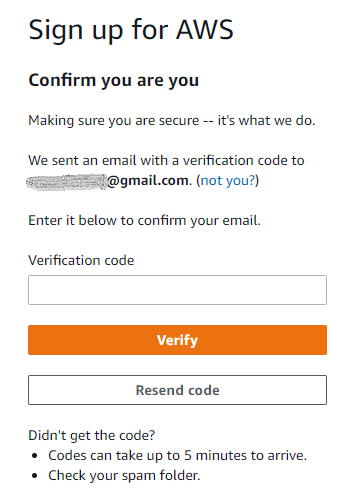 Sign up for AWS
Confirm you are you
Making sure you are secure -- it's what we do.
We sent an email with a verification code to
@gmail.com. (not you?)
Enter it below to confirm your email.
Verification code
Verify
Resend code
Didn't get the code?
• Codes can take up to 5 minutes to arrive.
• Check your spam folder.